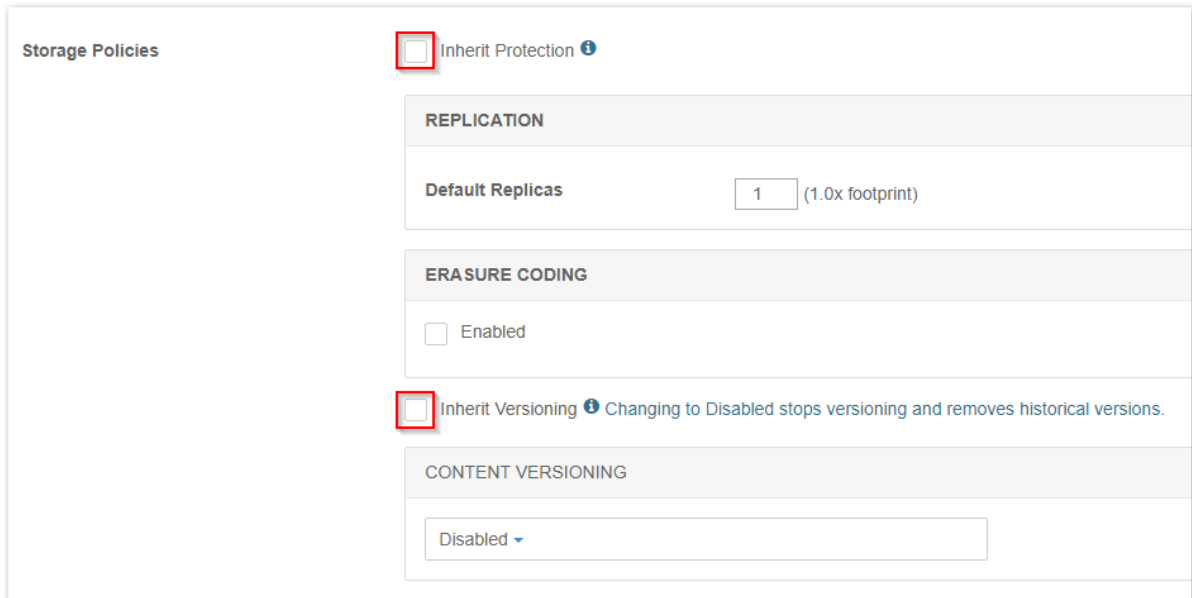 Storage Policies
Inherit Protection
REPLICATION
Default Replicas 1 (1.0x footprint)
ERASURE CODING
Enabled
Inherit Versioning Changing to Disabled stops versioning and removes historical versions.
CONTENT VERSIONING
Disabled